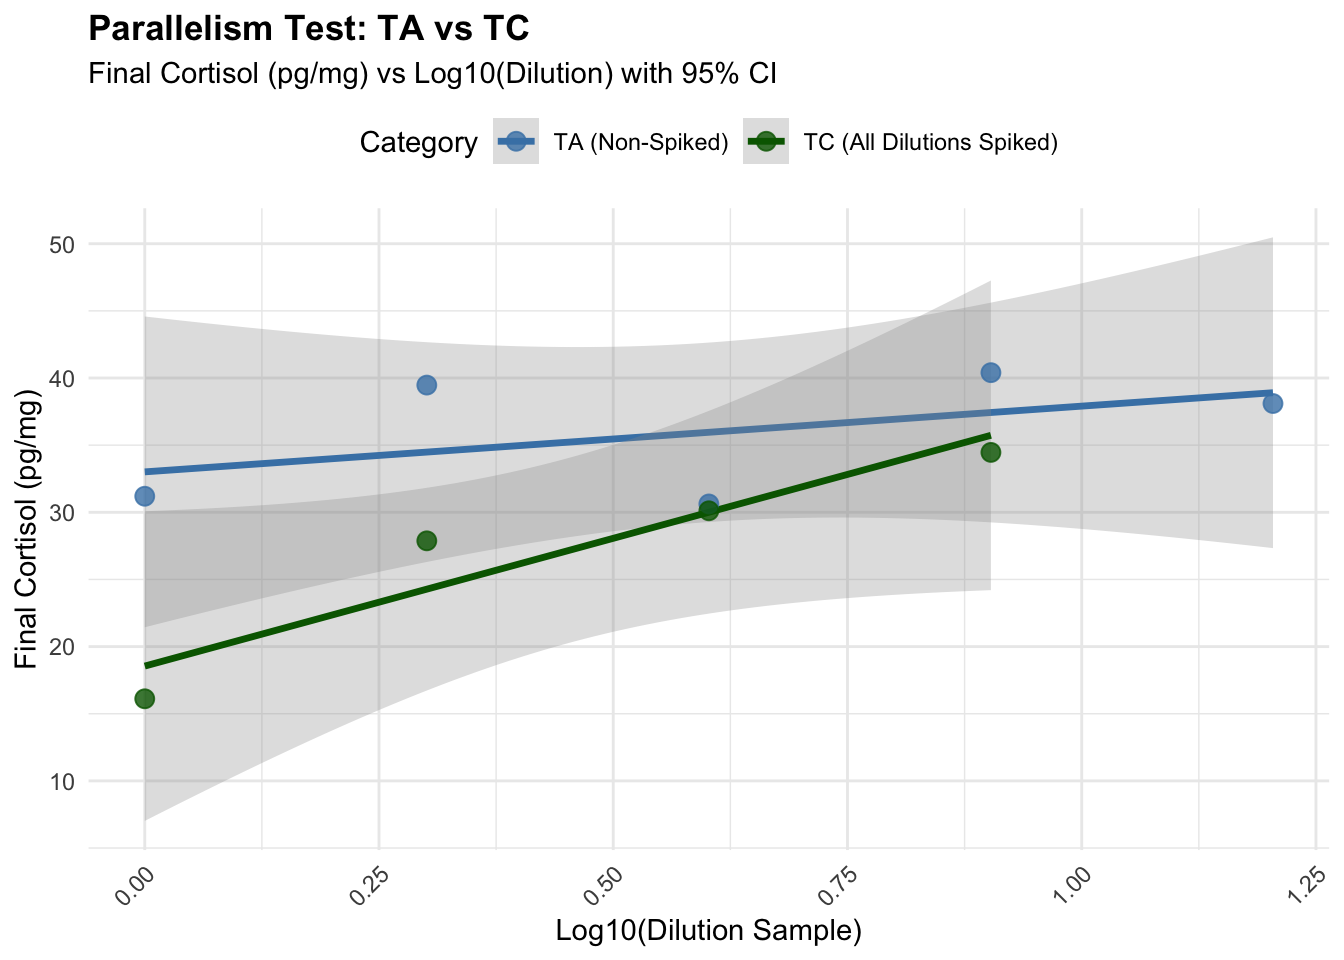 Parallelism Test: TA vs TC
Final Cortisol (pg/mg) vs Log10(Dilution) with 95% CI
Category TA (Non-Spiked) TC (All Dilutions Spiked)
Final Cortisol (pg/mg)
50
40
30
20
10
0.00 0.25 0.50 0.75 1.00 1.25
Log10(Dilution Sample)